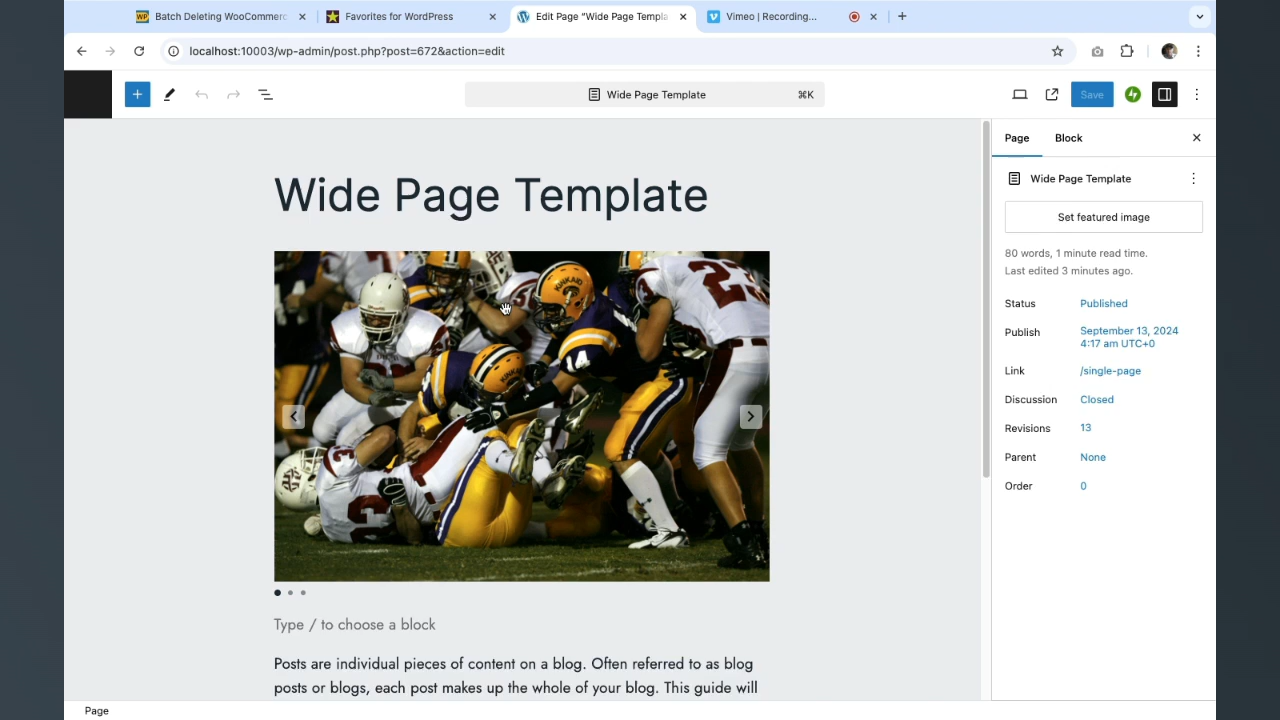 Batch Deleting WooCommerc
Favorites for WordPress
Edit Page "Wide Page Templa
Vimeo | Recording...
localhost:10003/wp-admin/post.php?post=672&action=edit
Wide Page Template
⌘K
Save
Page
Block
Wide Page Template
Wide Page Template
Set featured image
80 words, 1 minute read time.
Last edited 3 minutes ago.
Status
Published
Publish
September 13, 2024
4:17 am UTC+0
Link
/single-page
Discussion
Closed
Revisions
13
Parent
None
Order
0
KINKAID
KINKAID
14
23
3
Type / to choose a block
Posts are individual pieces of content on a blog. Often referred to as blog
posts or blogs, each post makes up the whole of your blog. This guide will
Page